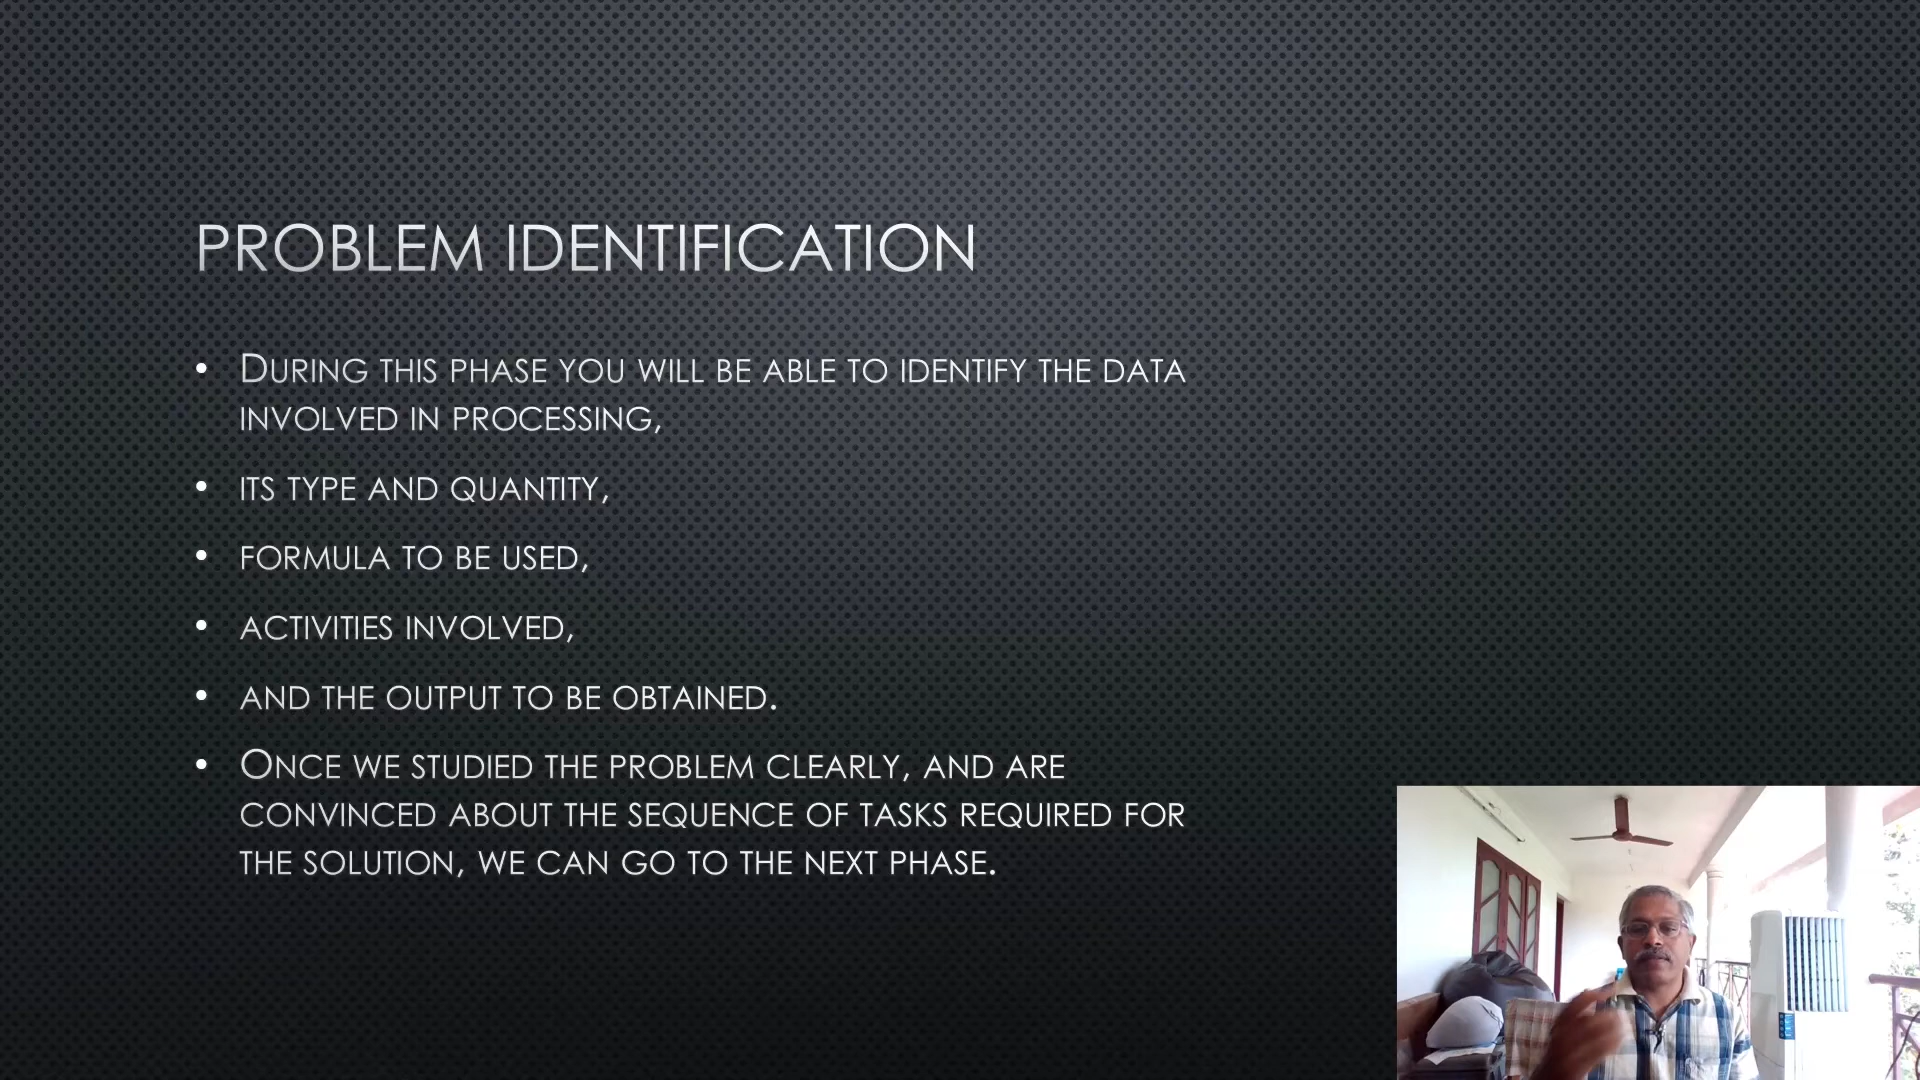 PROBLEM IDENTIFICATION
• DURING THIS PHASE YOU WILL BE ABLE TO IDENTIFY THE DATA
INVOLVED IN PROCESSING,
• ITS TYPE AND QUANTITY,
• FORMULA TO BE USED,
• ACTIVITIES INVOLVED,
• AND THE OUTPUT TO BE OBTAINED.
• ONCE WE STUDIED THE PROBLEM CLEARLY, AND ARE
CONVINCED ABOUT THE SEQUENCE OF TASKS REQUIRED FOR
THE SOLUTION, WE CAN GO TO THE NEXT PHASE.